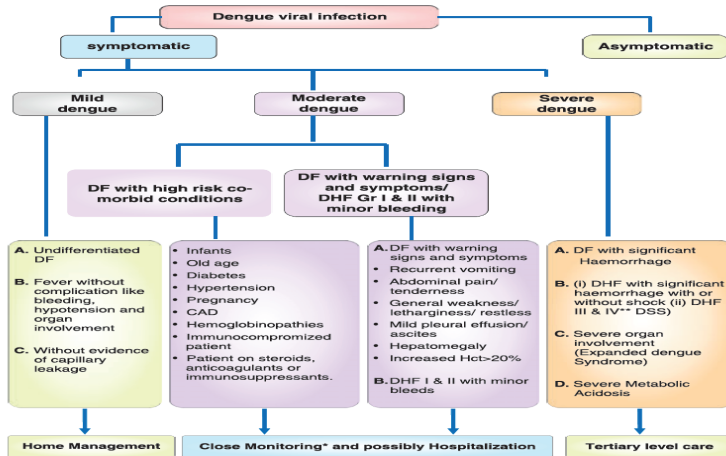 Dengue viral infection
symptomatic
Asymptomatic
Mild
dengue
Moderate
dengue
Severe
dengue
DF with high risk co-
morbid conditions
DF with warning signs
and symptoms/
DHF Gr I & II with
minor bleeding
A. Undifferentiated
DF
B. Fever without
complication like
bleeding,
hypotension and
organ involvement
C. Without evidence
of capillary
leakage
• Infants
• Old age
• Diabetes
• Hypertension
• Pregnancy
• CAD
• Hemoglobinopathies
• Immunocompromized
patient
• Patient on steroids,
anticoagulants or
immunosuppressants.
A. DF with warning
signs and symptoms
• Recurrent vomiting
• Abdominal pain/
tenderness
• General weakness/
letharginess/ restless
• Mild pleural effusion/
ascites
• Hepatomegaly
• Increased Hct>20%
B. DHF I & II with minor
bleeds
A. DF with significant
Haemorrhage
B. (i) DHF with significant
haemorrhage with or
without shock (ii) DHF
III & IV** DSS)
C. Severe organ
involvement
(Expanded dengue
Syndrome)
D. Severe Metabolic
Acidosis
Home Management
Close Monitoring* and possibly Hospitalization
Tertiary level care